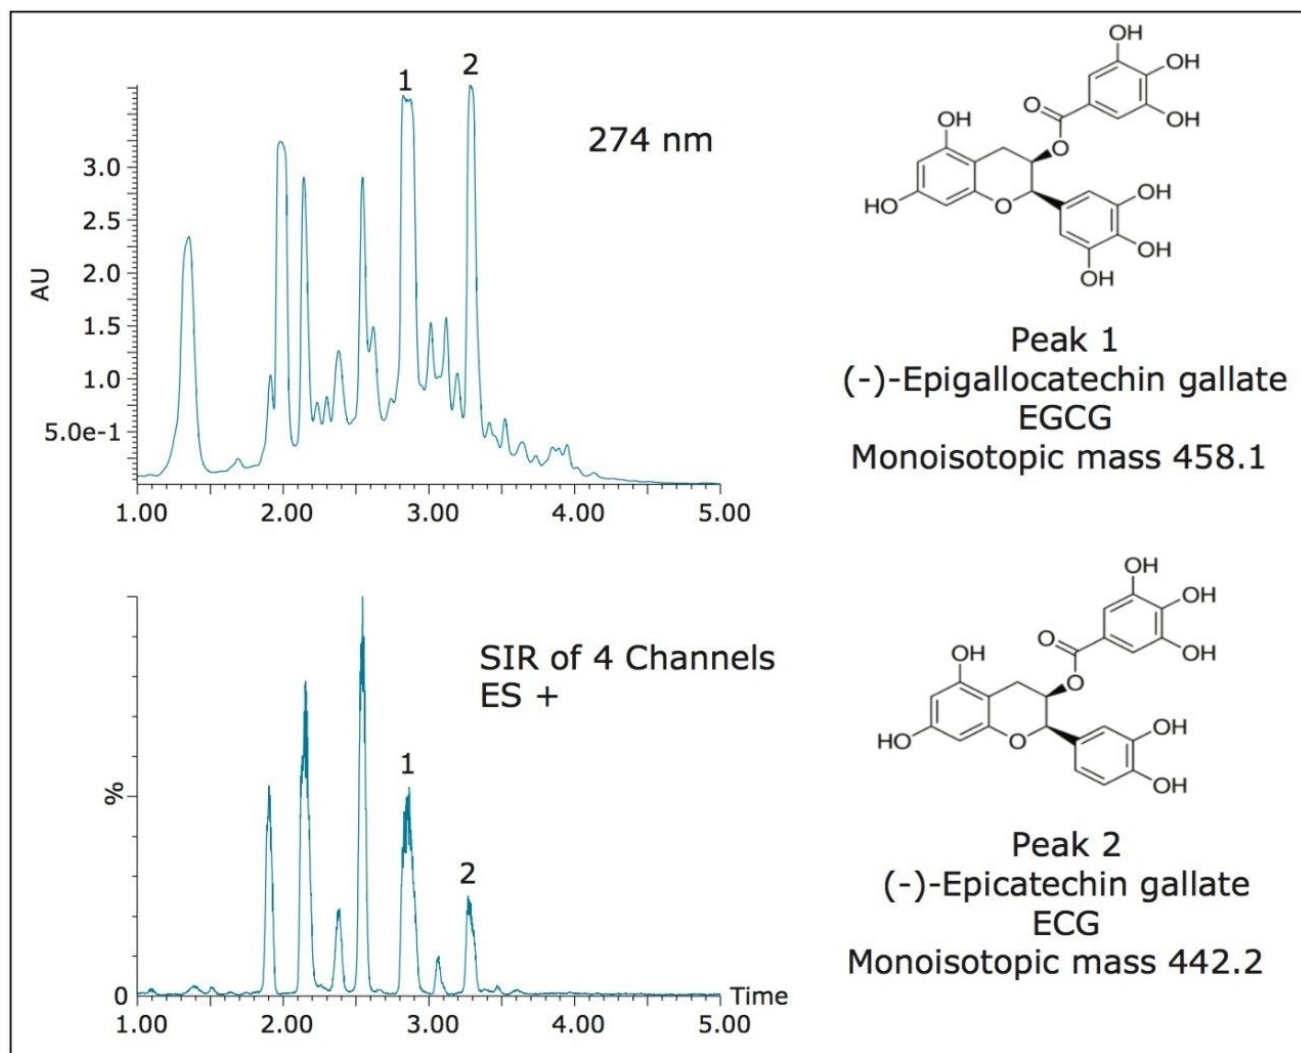 1
2
274 nm
AU
3.0
2.5
2.0
1.5
1.0
5.0e-1
1.00 2.00 3.00 4.00 5.00
OH
OH
OH
O
O
OH
HO
O
OH
OH
OH
Peak 1
(-)-Epigallocatechin gallate
EGCG
Monoisotopic mass 458.1
SIR of 4 Channels
ES +
1
2
%
0
Time
1.00 2.00 3.00 4.00 5.00
OH
OH
OH
O
O
OH
HO
O
OH
OH
Peak 2
(-)-Epicatechin gallate
ECG
Monoisotopic mass 442.2